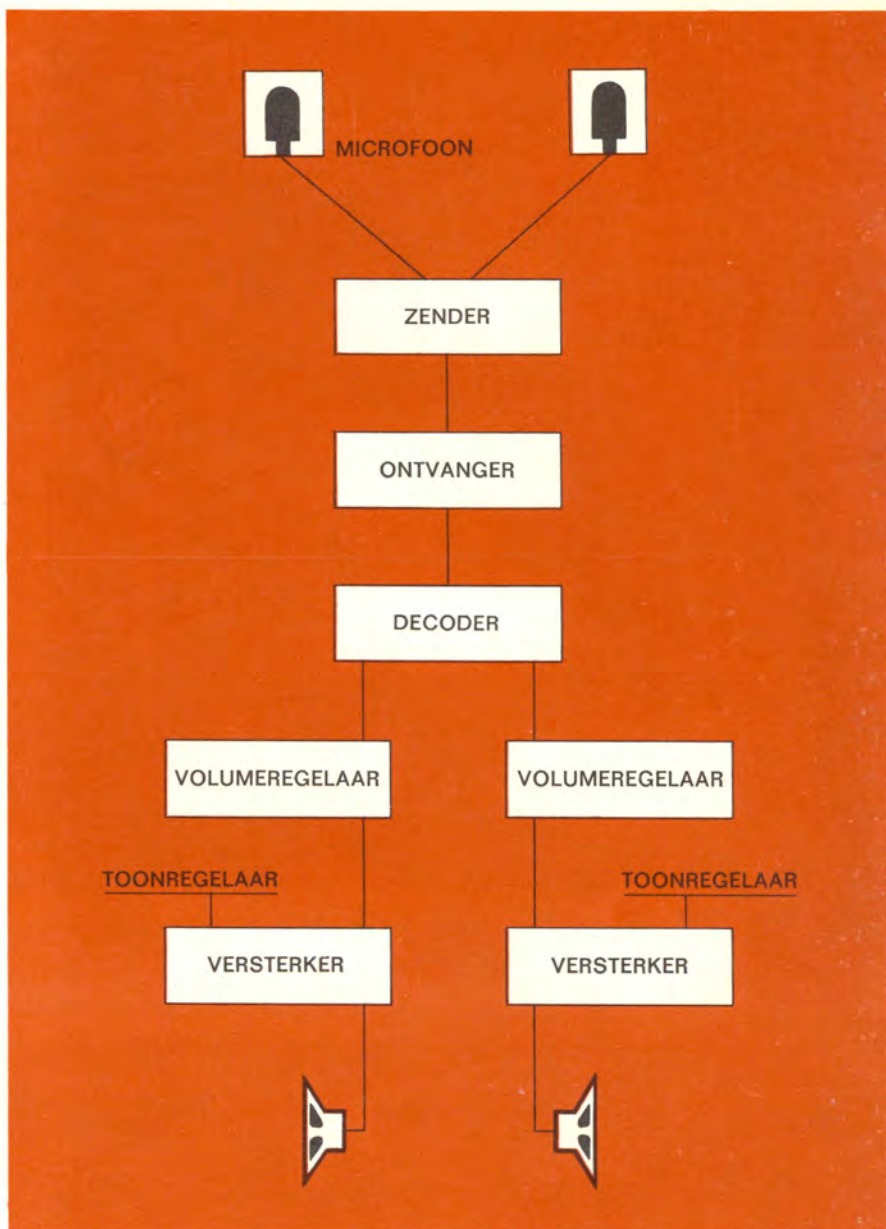 MICROFOON
ZENDER
ONTVANGER
DECODER
VOLUMEREGELAAR
VOLUMEREGELAAR
TOONREGELAAR
TOONREGELAAR
VERSTERKER
VERSTERKER